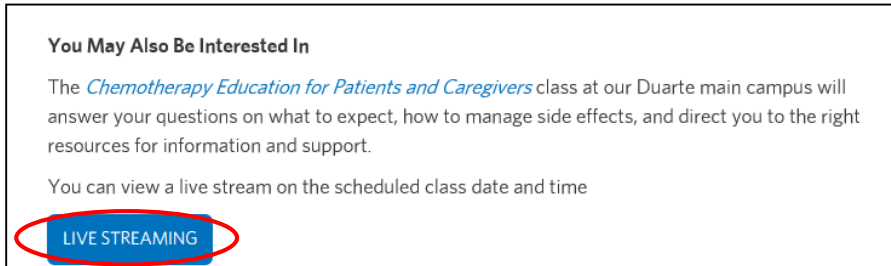 You May Also Be Interested In
The Chemotherapy Education for Patients and Caregivers class at our Duarte main campus will
answer your questions on what to expect, how to manage side effects, and direct you to the right
resources for information and support.
You can view a live stream on the scheduled class date and time
LIVE STREAMING